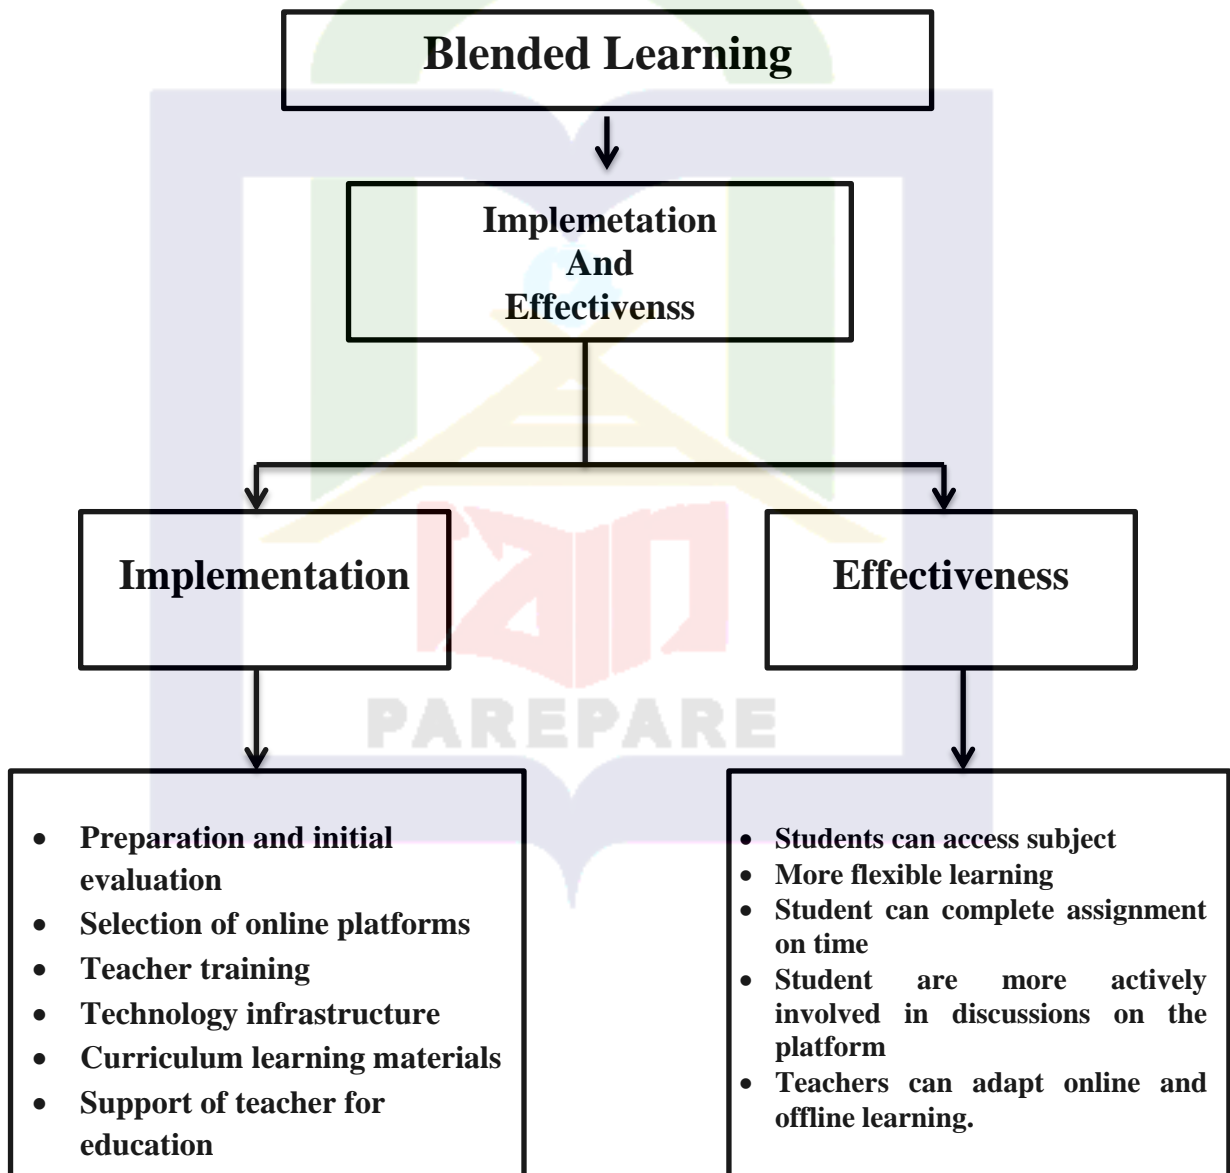 Blended Learning
Implemetation
And
Effectivenss
Implementation
Effectiveness
iain
PAREPARE
• Preparation and initial
evaluation
• Selection of online platforms
• Teacher training
• Technology infrastructure
• Curriculum learning materials
• Support of teacher for
education
• Students can access subject
• More flexible learning
• Student can complete assignment
on time
• Student are more actively
involved in discussions on the
platform
• Teachers can adapt online and
offline learning.